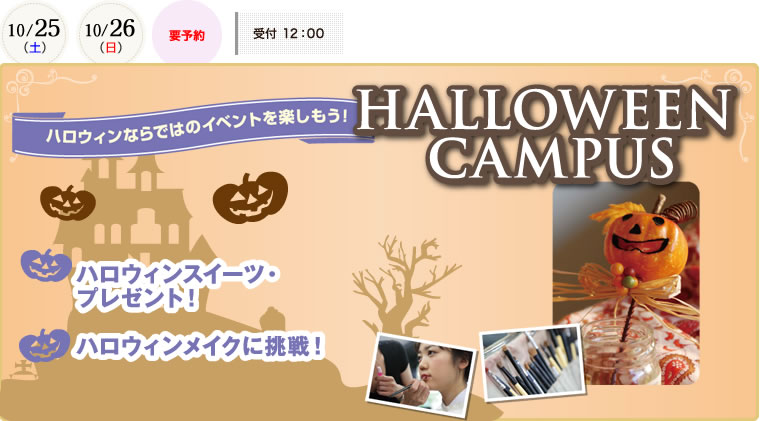 10/25
(土)
10/26
(日)
要予約
受付 12:00
ハロウィンならではのイベントを楽しもう!
HALLOWEEN
CAMPUS
ハロウィンスイーツ・
プレゼント!
ハロウィンメイクに挑戦!